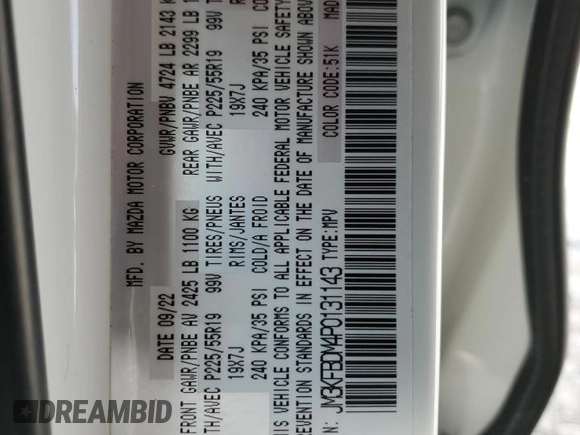 MFD. BY MAZDA MOTOR CORPORATION
DATE 09/22 GVWR/PNBV 4724 LB 2143 K
FRONT GAWR/PNBE AV 2425 LB 1100 KG REAR GAWR/PNBE AR 2299 LB 1
TH/AVEC P225/55R19 99V TIRES/PNEUS WITH/AVEC P225/55R19 99V T
19X7J RIMS/JANTES 19X7J R
240 KPA/35 PSI COLD/A FROID 240 KPA/35 PSI CO
IS VEHICLE CONFORMS TO ALL APPLICABLE FEDERAL MOTOR VEHICLE SAFETY
EVENTION STANDARDS IN EFFECT ON THE DATE OF MANUFACTURE SHOWN ABOV
N: JM3KFBDM4P0131143 TYPE:MPV
COLOR CODE:51K MAD
DREAMBID